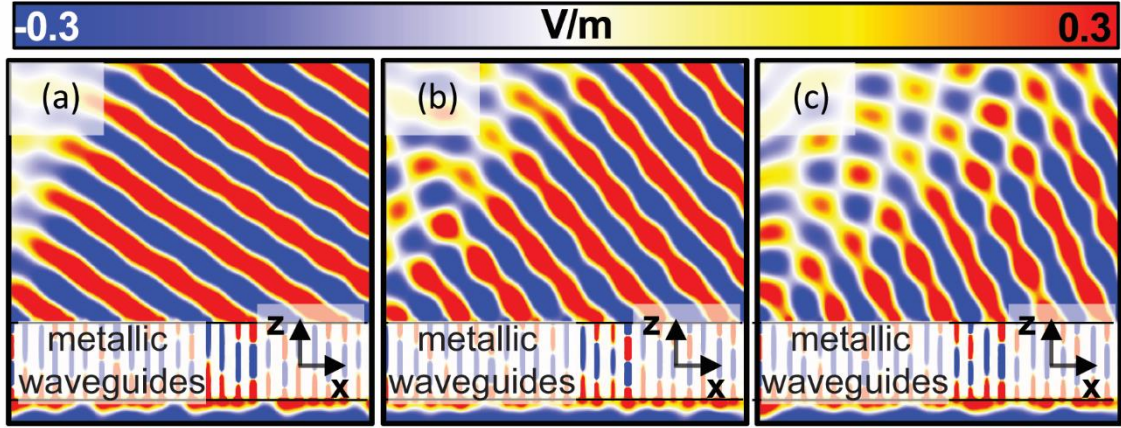 -0.3 V/m 0.3
(a) (b) (c)
z z z
metallic metallic metallic
waveguides x waveguides x waveguides x